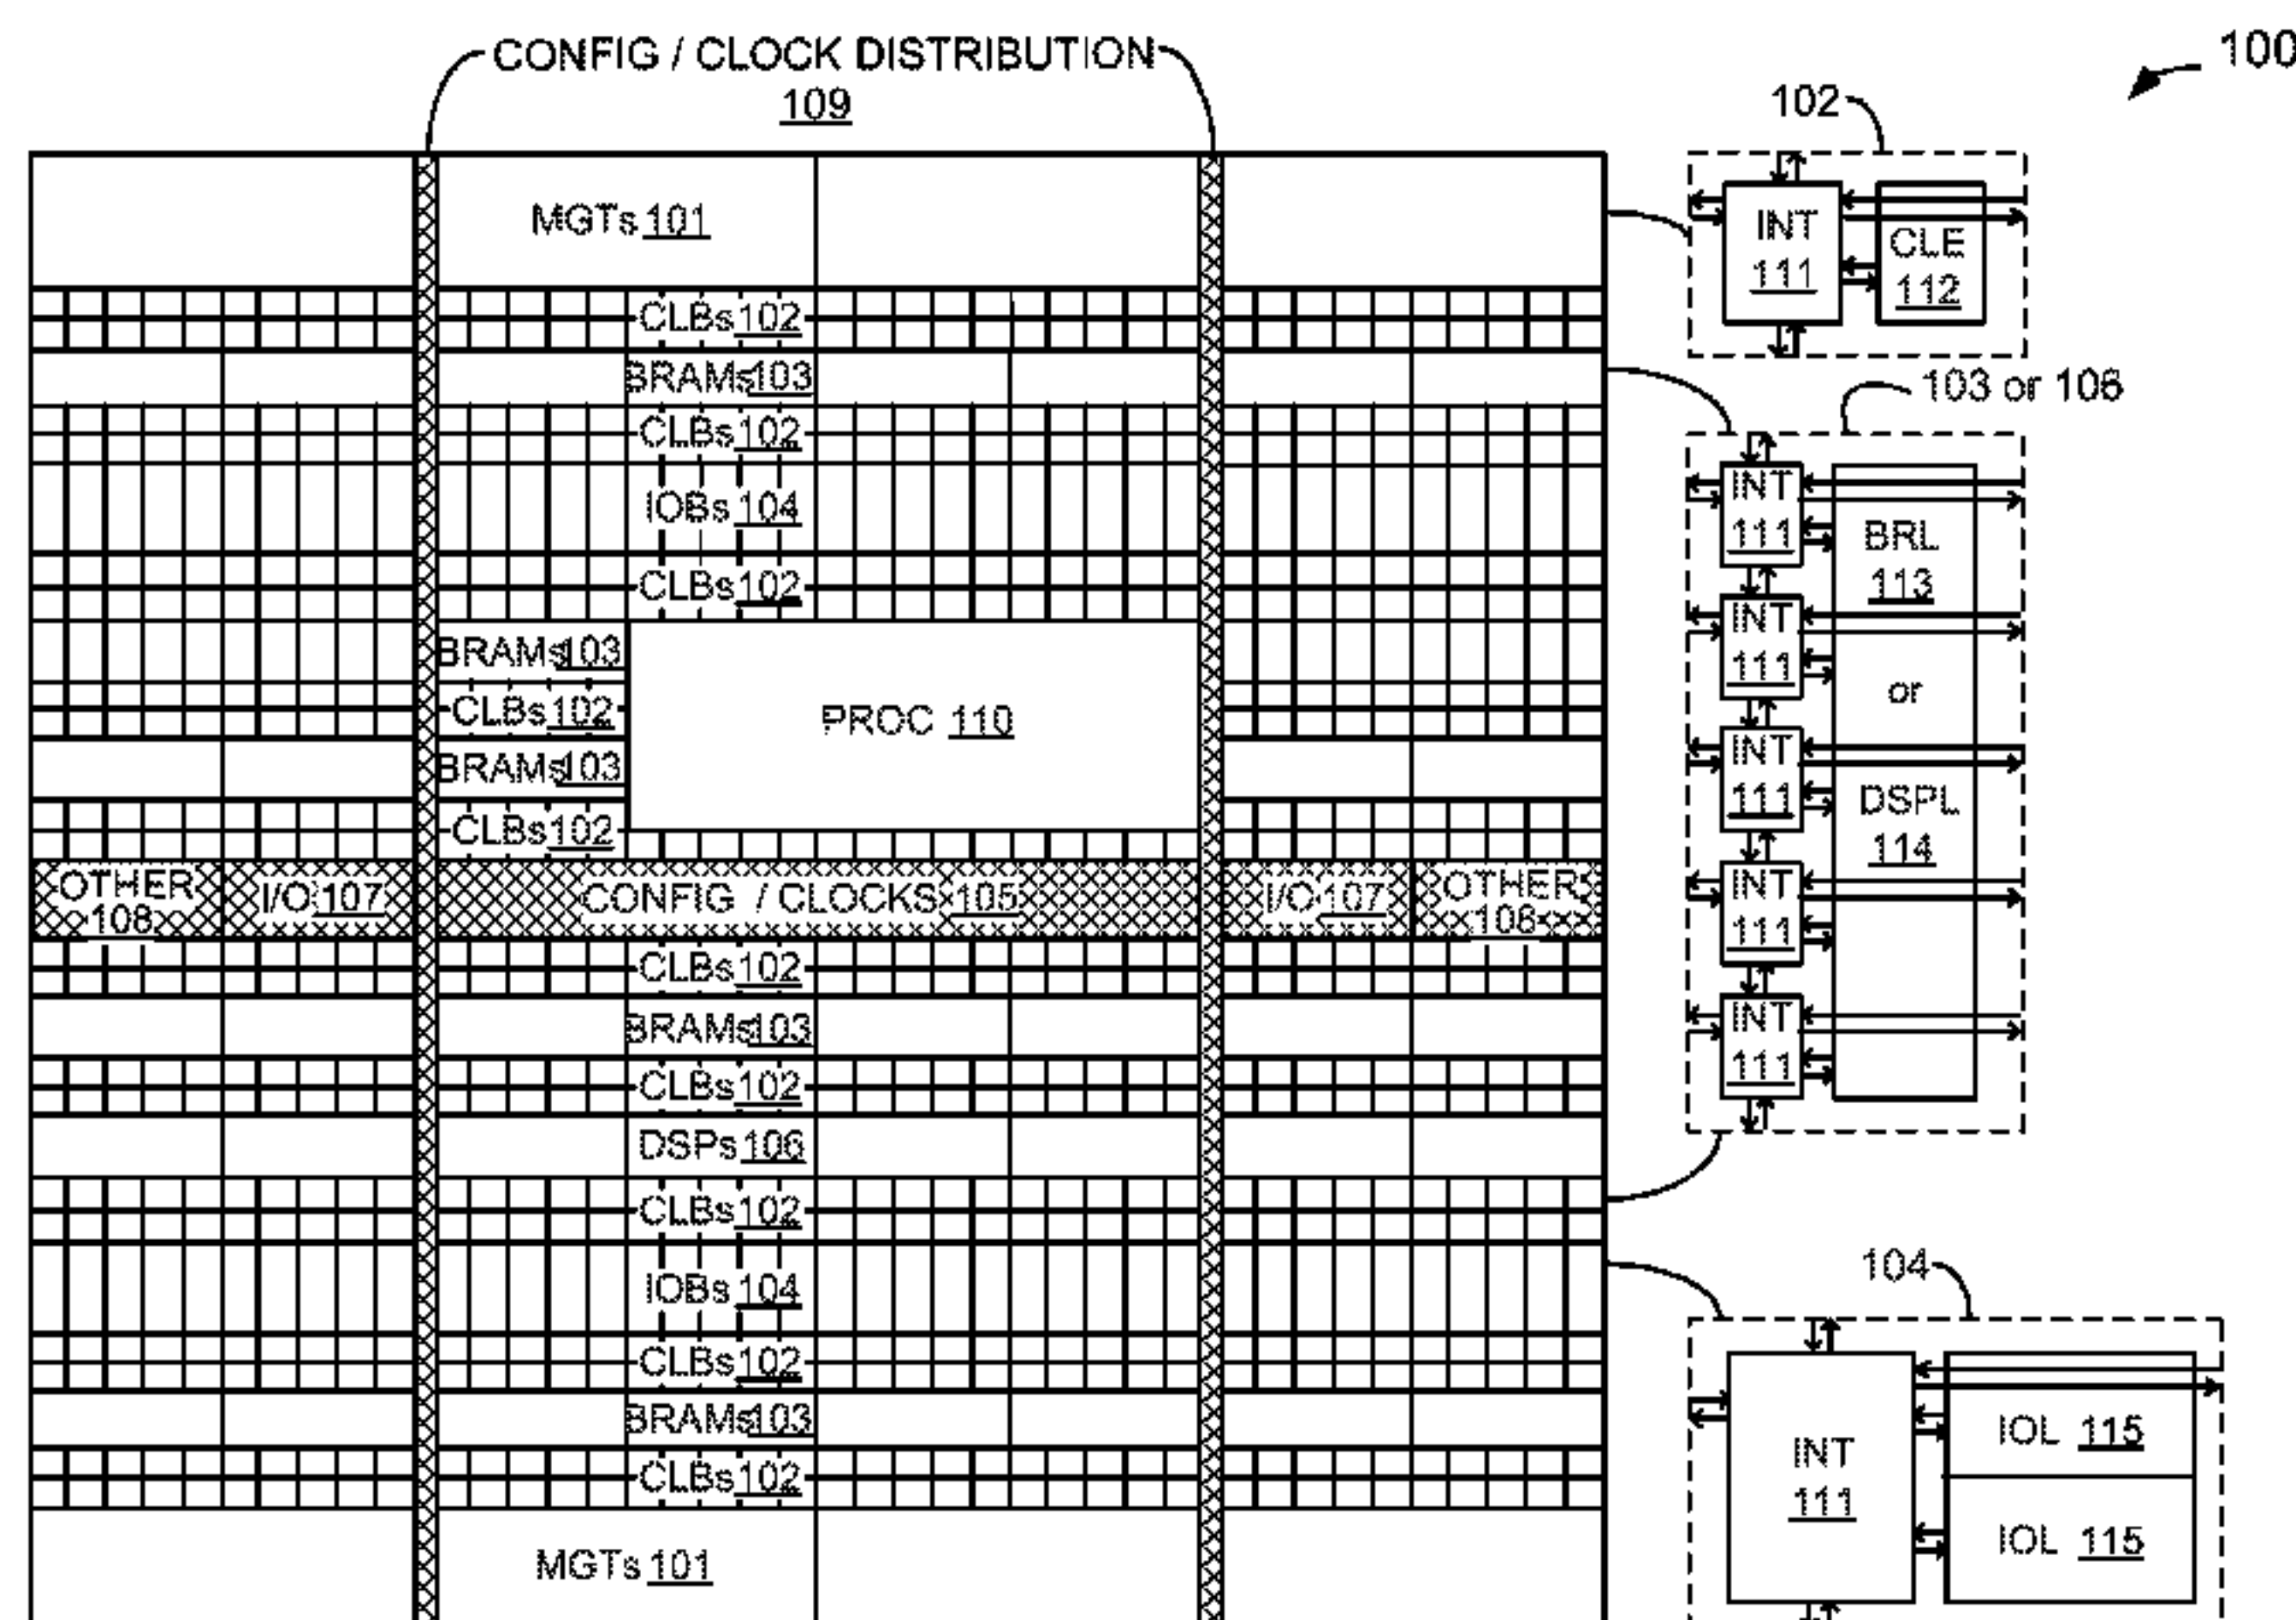 CONFIG / CLOCK DISTRIBUTION
109
100
MGTs 101
CLBs 102
BRAMs 103
CLBs 102
IOBs 104
CLBs 102
BRAMs 103
CLBs 102
BRAMs 103
CLBs 102
PROC 110
OTHER
108
I/O 107
CONFIG / CLOCKS 105
I/O 107
OTHER
108
CLBs 102
BRAMs 103
CLBs 102
DSPs 106
CLBs 102
IOBs 104
CLBs 102
BRAMs 103
CLBs 102
MGTs 101
102
INT
111
CLE
112
103 or 106
INT
111
INT
111
INT
111
INT
111
INT
111
BRL
113
or
DSPL
114
104
INT
111
IOL 115
IOL 115